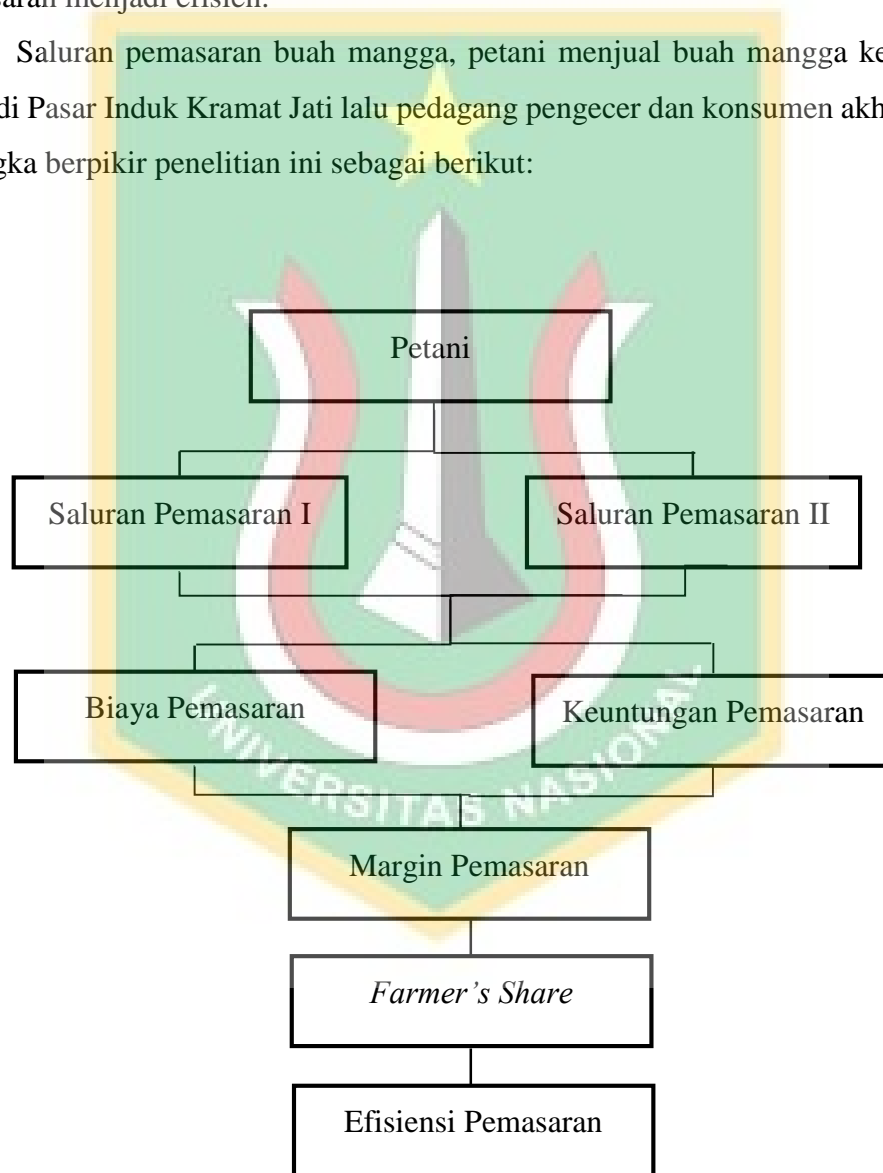 menjadi
Saluran pemasaran buah mangga, petani menjual buah mangga ke
di Pasar Induk Kramat Jati lalu pedagang pengecer dan konsumen
berpikir penelitian ini sebagai berikut:
Petani
Saluran Pemasaran I
Saluran Pemasaran II
Biaya Pemasaran
Keuntungan Pemasaran
UNIVERSITAS NASIONAL
Margin Pemasaran
Farmer’s Share
Efisiensi Pemasaran